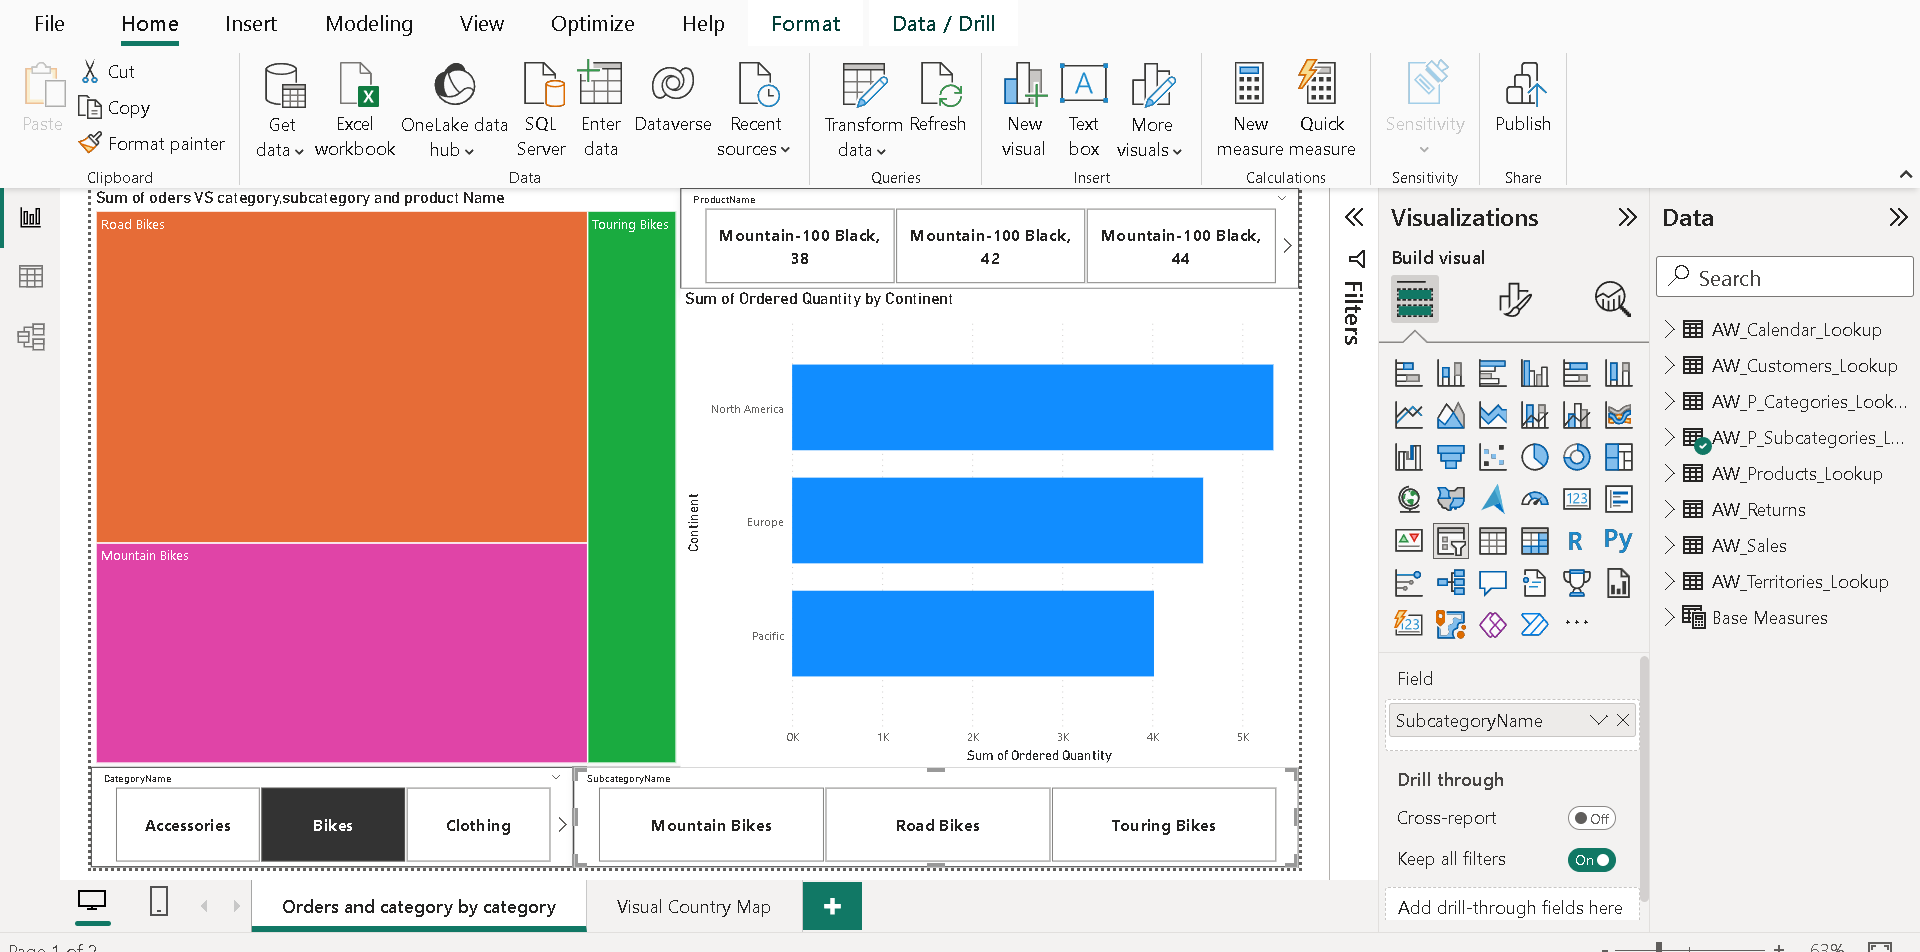 File Home Insert Modeling View Optimize Help Format Data / Drill
Paste
Cut
Copy
Format painter
Clipboard
Get data
Excel workbook
OneLake data hub
SQL Server
Enter data
Dataverse
Recent sources
Data
Transform data
Refresh
Queries
New visual
Text box
More visuals
Insert
New measure
Quick measure
Calculations
Sensitivity
Sensitivity
Publish
Share
Sum of oders VS category,subcategory and product Name
Road Bikes
Touring Bikes
Mountain Bikes
ProductName
Mountain-100 Black, 38
Mountain-100 Black, 42
Mountain-100 Black, 44
Sum of Ordered Quantity by Continent
Continent
North America
Europe
Pacific
0K 1K 2K 3K 4K 5K
Sum of Ordered Quantity
CategoryName
Accessories Bikes Clothing
SubcategoryName
Mountain Bikes Road Bikes Touring Bikes
Filters
Visualizations
Build visual
123
R Py
123
Field
SubcategoryName
Drill through
Cross-report Off
Keep all filters On
Add drill-through fields here
Data
Search
AW_Calendar_Lookup
AW_Customers_Lookup
AW_P_Categories_Look...
AW_P_Subcategories_L...
AW_Products_Lookup
AW_Returns
AW_Sales
AW_Territories_Lookup
Base Measures
Orders and category by category
Visual Country Map
Page 1 of 2
63%